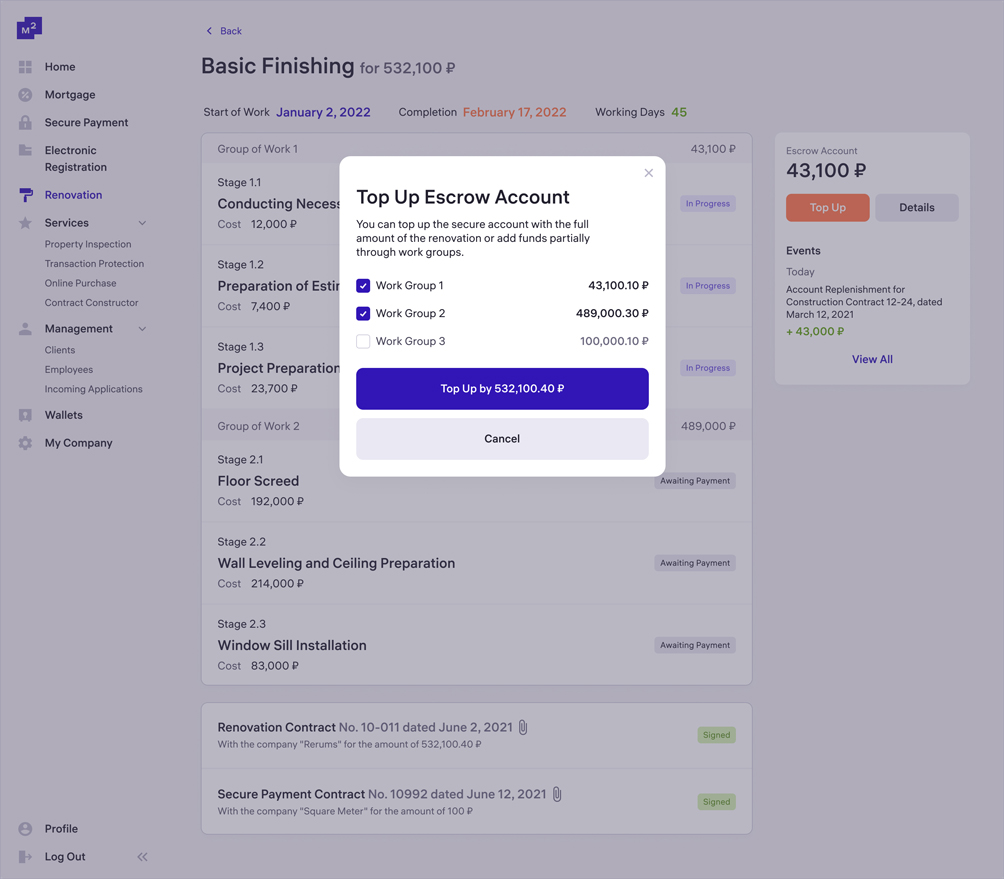 M²
Back
Basic Finishing for 532,100 ₽
Start of Work January 2, 2022 Completion February 17, 2022 Working Days 45
Home
Mortgage
Secure Payment
Electronic
Registration
Renovation
Services
Property Inspection
Transaction Protection
Online Purchase
Contract Constructor
Management
Clients
Employees
Incoming Applications
Wallets
My Company
Profile
Log Out
Group of Work 1 43,100 ₽
Stage 1.1
Conducting Necess
In Progress
Cost 12,000 ₽
Stage 1.2
Preparation of Estim
In Progress
Cost 7,400 ₽
Stage 1.3
Project Preparation
In Progress
Cost 23,700 ₽
Group of Work 2 489,000 ₽
Stage 2.1
Floor Screed
Awaiting Payment
Cost 192,000 ₽
Stage 2.2
Wall Leveling and Ceiling Preparation
Awaiting Payment
Cost 214,000 ₽
Stage 2.3
Window Sill Installation
Awaiting Payment
Cost 83,000 ₽
Renovation Contract No. 10-011 dated June 2, 2021
With the company "Rerums" for the amount of 532,100.40 ₽
Signed
Secure Payment Contract No. 10992 dated June 12, 2021
With the company "Square Meter" for the amount of 100 ₽
Signed
Top Up Escrow Account
You can top up the secure account with the full
amount of the renovation or add funds partially
through work groups.
Work Group 1 43,100.10 ₽
Work Group 2 489,000.30 ₽
Work Group 3 100,000.10 ₽
Top Up by 532,100.40 ₽
Cancel
Escrow Account
43,100 ₽
Top Up Details
Events
Today
Account Replenishment for
Construction Contract 12-24, dated
March 12, 2021
+ 43,000 ₽
View All